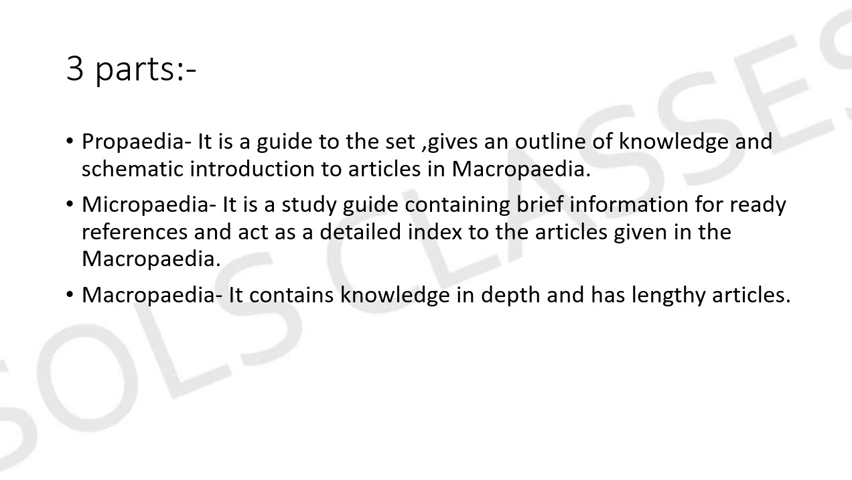 3 parts:-
• Propaedia- It is a guide to the set ,gives an outline of knowledge and
schematic introduction to articles in Macropaedia.
• Micropaedia- It is a study guide containing brief information for ready
references and act as a detailed index to the articles given in the
Macropaedia.
• Macropaedia- It contains knowledge in depth and has lengthy articles.
SOLS CLASSES